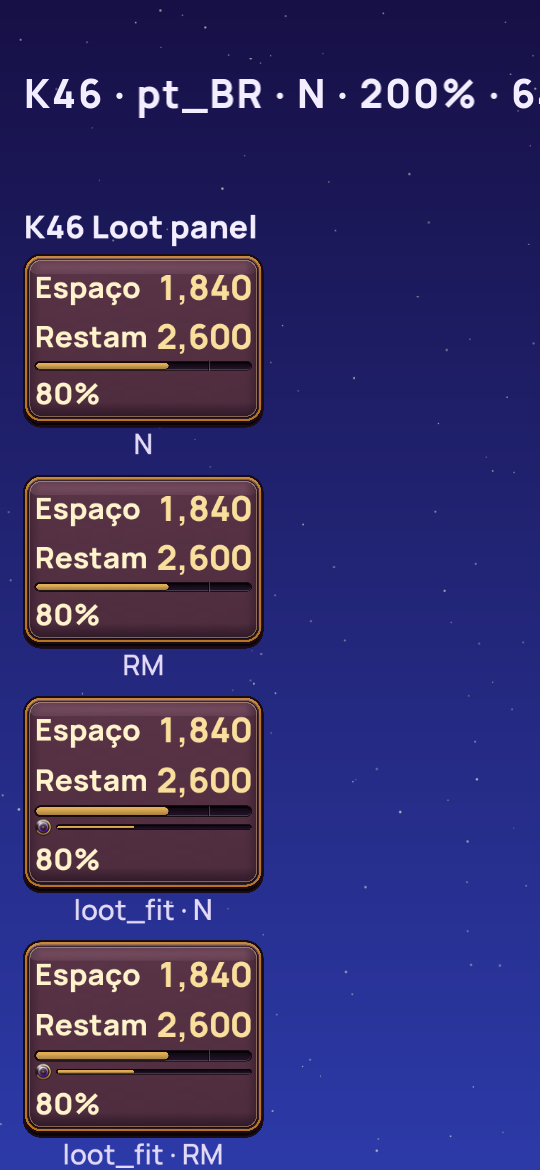 K46 · pt_BR · N · 200% · 6
K46 Loot panel
Espaço 1,840
Restam 2,600
80%
N
Espaço 1,840
Restam 2,600
80%
RM
Espaço 1,840
Restam 2,600
80%
loot_fit · N
Espaço 1,840
Restam 2,600
80%
loot_fit · RM